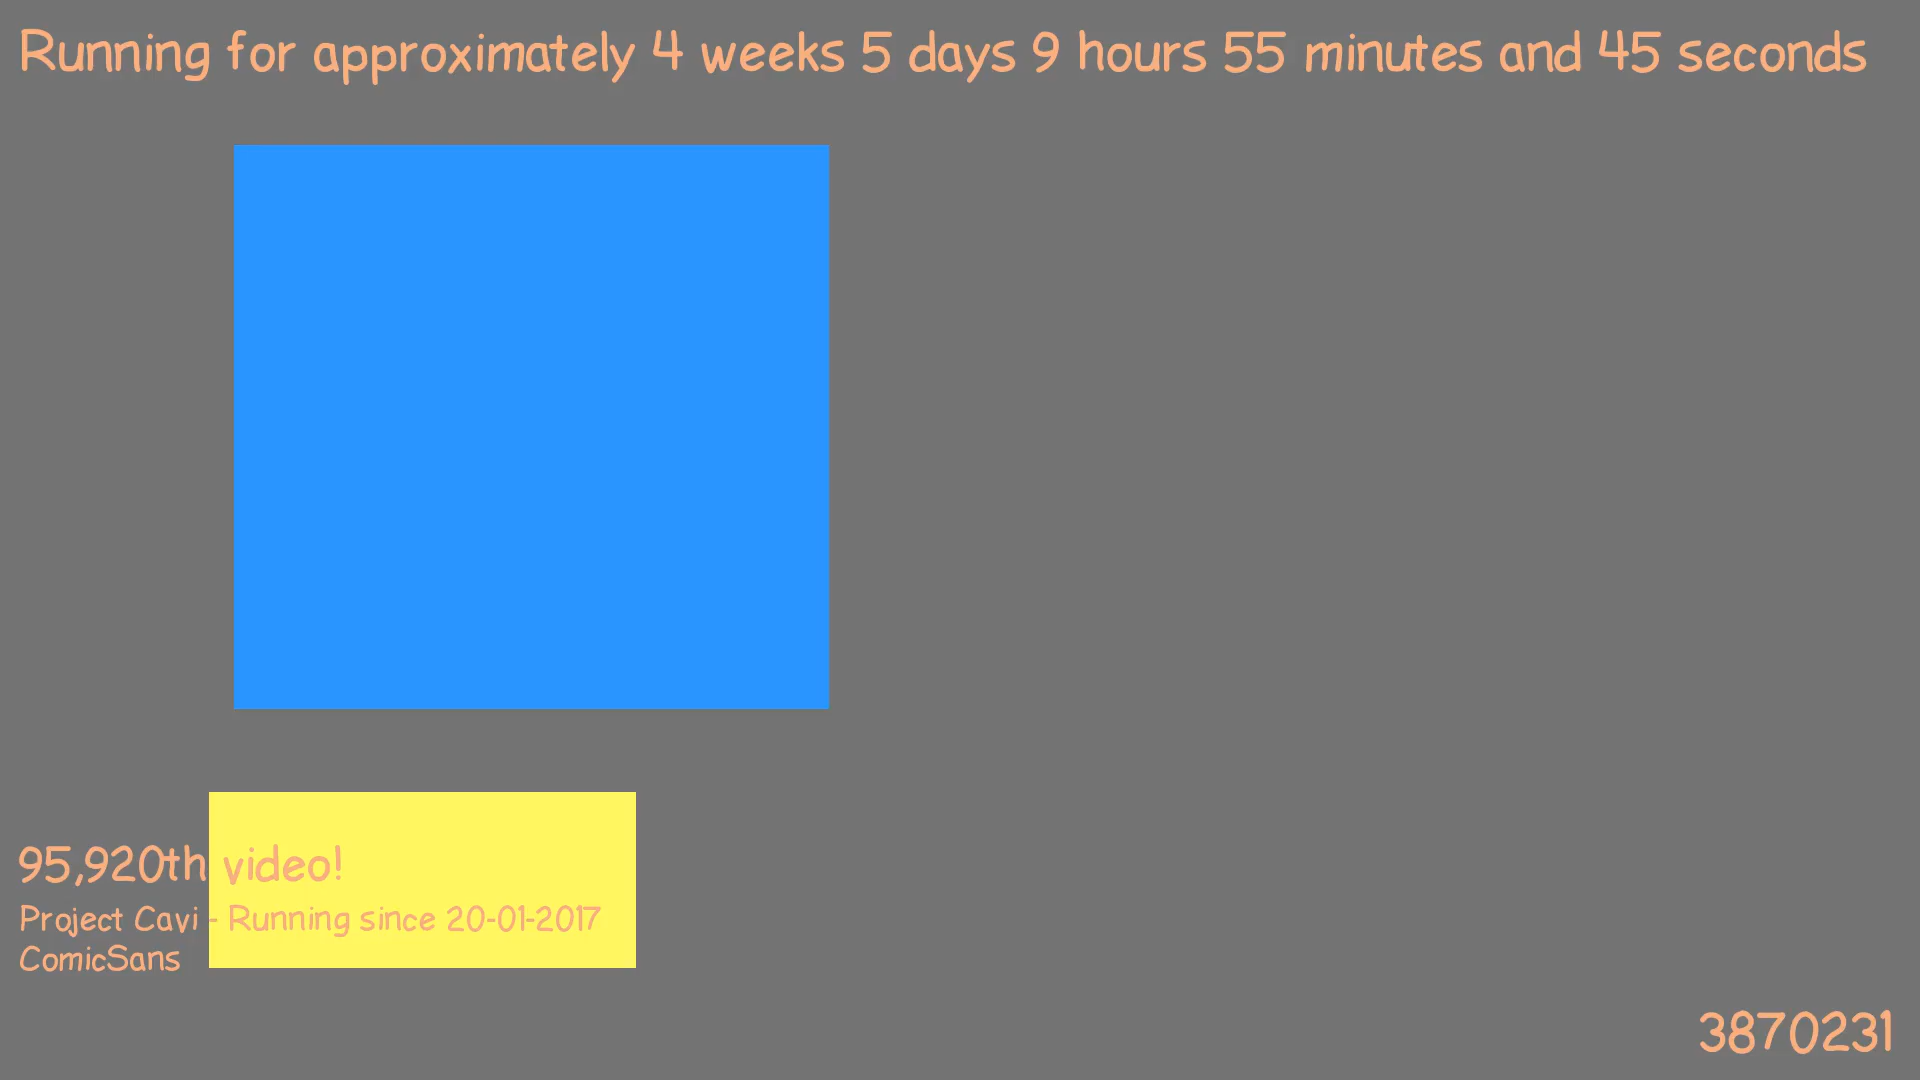 Running for approximately 4 weeks 5 days 9 hours 55 minutes and 45 seconds
95,920th video!
Project Cavi - Running since 20-01-2017
ComicSans
3870231